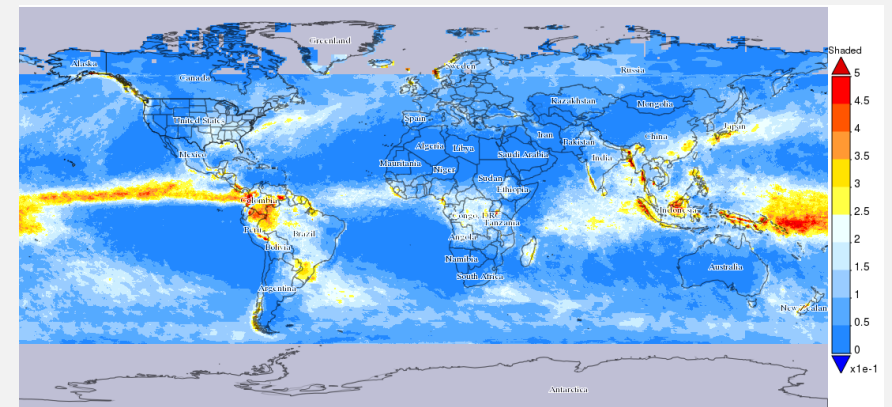 Greenland
Shaded
Alaska
Sweden
Russia
5
Canada
4.5
Kazakhstan
Mongolia
United States
Spain
China
Japan
4
Iran
Algeria
Libya
Pakistan
3.5
Mexico
Saudi Arabia
India
Mauritania
Niger
3
Sudan
Ethiopia
2.5
Colombia
Indonesia
Congo, DRC
2
Peru
Brazil
Tanzania
Angola
Bolivia
1.5
Namibia
Australia
South Africa
1
Argentina
New Zealan
0.5
0
x1e-1
Antarctica